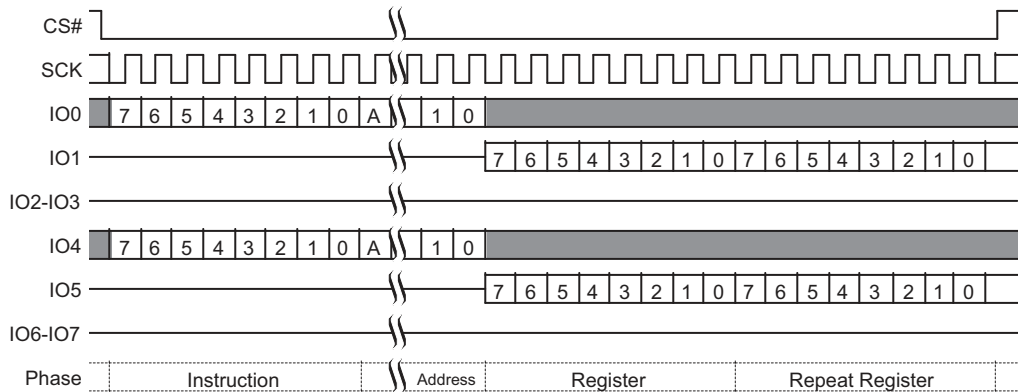 CS#
SCK
IO0 7 6 5 4 3 2 1 0 A 1 0
IO1 7 6 5 4 3 2 1 0 7 6 5 4 3 2 1 0
IO2-IO3
IO4 7 6 5 4 3 2 1 0 A 1 0
IO5 7 6 5 4 3 2 1 0 7 6 5 4 3 2 1 0
IO6-IO7
Phase Instruction Address Register Repeat Register